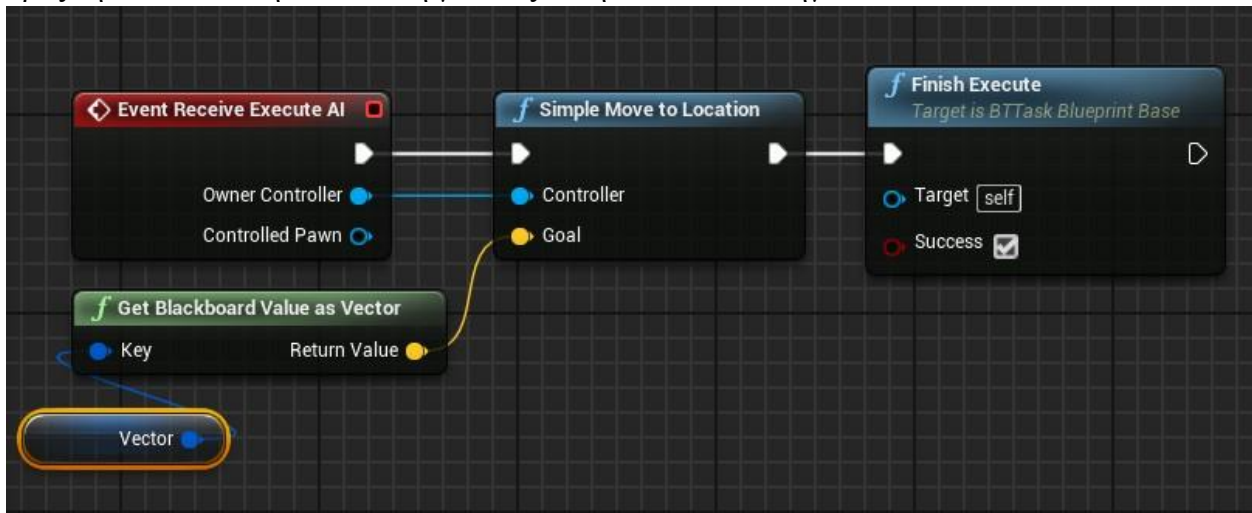 Event Receive Execute AI
Owner Controller
Controlled Pawn
f Simple Move to Location
Controller
Goal
f Finish Execute
Target is BTTask Blueprint Base
Target self
Success
f Get Blackboard Value as Vector
Key Return Value
Vector